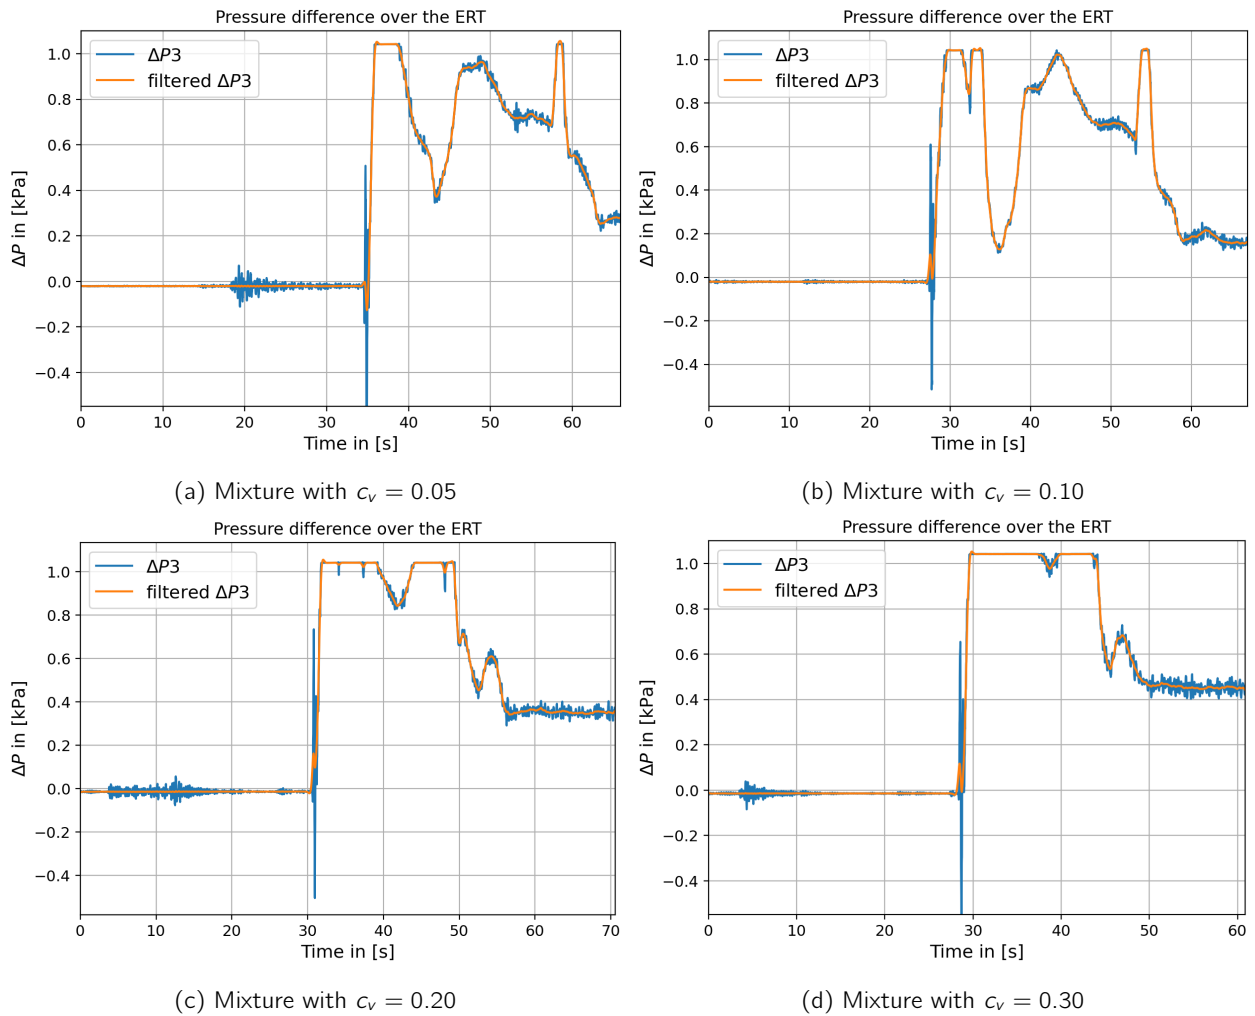 Pressure difference over the ERT
ΔP3
filtered ΔP3
ΔP in [kPa]
1.0
0.8
0.6
0.4
0.2
0.0
−0.2
−0.4
0 10 20 30 40 50 60
Time in [s]
(a) Mixture with cᵥ = 0.05
Pressure difference over the ERT
ΔP3
filtered ΔP3
ΔP in [kPa]
1.0
0.8
0.6
0.4
0.2
0.0
−0.2
−0.4
0 10 20 30 40 50 60
Time in [s]
(b) Mixture with cᵥ = 0.10
Pressure difference over the ERT
ΔP3
filtered ΔP3
ΔP in [kPa]
1.0
0.8
0.6
0.4
0.2
0.0
−0.2
−0.4
0 10 20 30 40 50 60 70
Time in [s]
(c) Mixture with cᵥ = 0.20
Pressure difference over the ERT
ΔP3
filtered ΔP3
ΔP in [kPa]
1.0
0.8
0.6
0.4
0.2
0.0
−0.2
−0.4
0 10 20 30 40 50 60
Time in [s]
(d) Mixture with cᵥ = 0.30